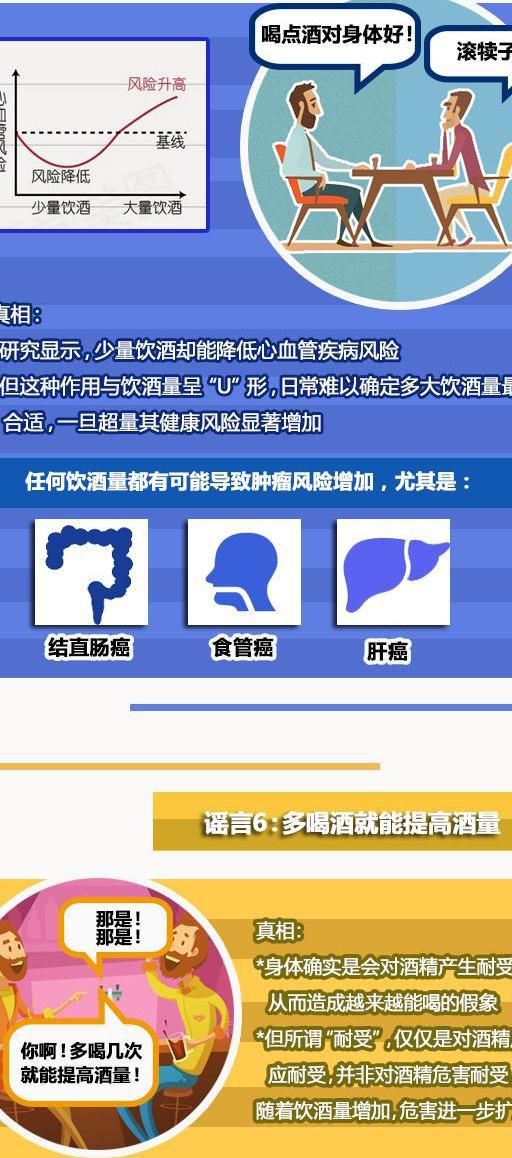 喝点酒对身体好！
滚犊子
心血管风险
风险升高
基线
风险降低
少量饮酒 大量饮酒
真相：
研究显示，少量饮酒却能降低心血管疾病风险
但这种作用与饮酒量呈“U”形，日常难以确定多大饮酒量最
合适，一旦超量其健康风险显著增加
任何饮酒量都有可能导致肿瘤风险增加，尤其是：
结直肠癌 食管癌 肝癌
谣言6：多喝酒就能提高酒量
那是！
那是！
你啊！多喝几次
就能提高酒量！
真相：
*身体确实是会对酒精产生耐受
从而造成越来越能喝的假象
*但所谓“耐受”，仅仅是对酒精
应耐受，并非对酒精危害耐受
随着饮酒量增加，危害进一步扩